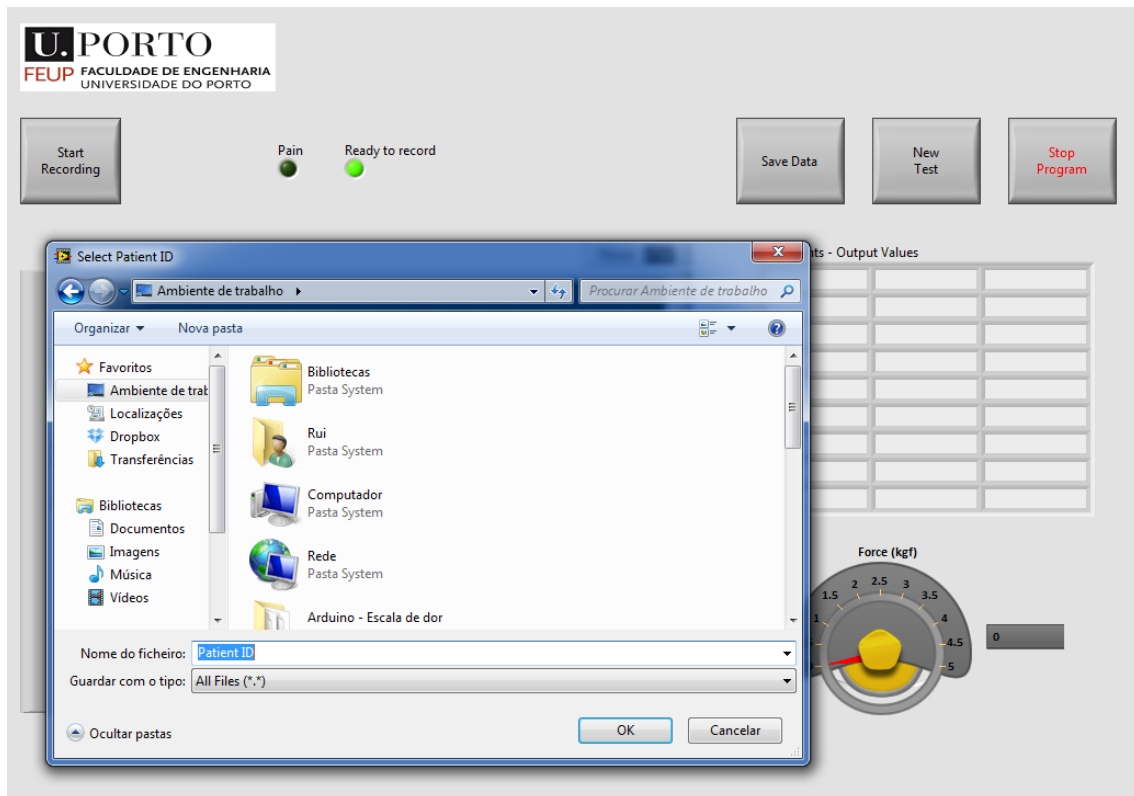 U. PORTO
FEUP FACULDADE DE ENGENHARIA
UNIVERSIDADE DO PORTO
Start
Recording
Pain
Ready to record
Save Data
New
Test
Stop
Program
Select Patient ID
nts - Output Values
Ambiente de trabalho
Procurar Ambiente de trabalho
Organizar
Nova pasta
Favoritos
Ambiente de trab
Localizações
Dropbox
Transferências
Bibliotecas
Documentos
Imagens
Música
Vídeos
Bibliotecas
Pasta System
Rui
Pasta System
Computador
Pasta System
Rede
Pasta System
Arduino - Escala de dor
Nome do ficheiro: Patient ID
Guardar com o tipo: All Files (*.*)
Ocultar pastas
OK
Cancelar
Force (kgf)
1
1.5
2
2.5
3
3.5
4
4.5
5
0